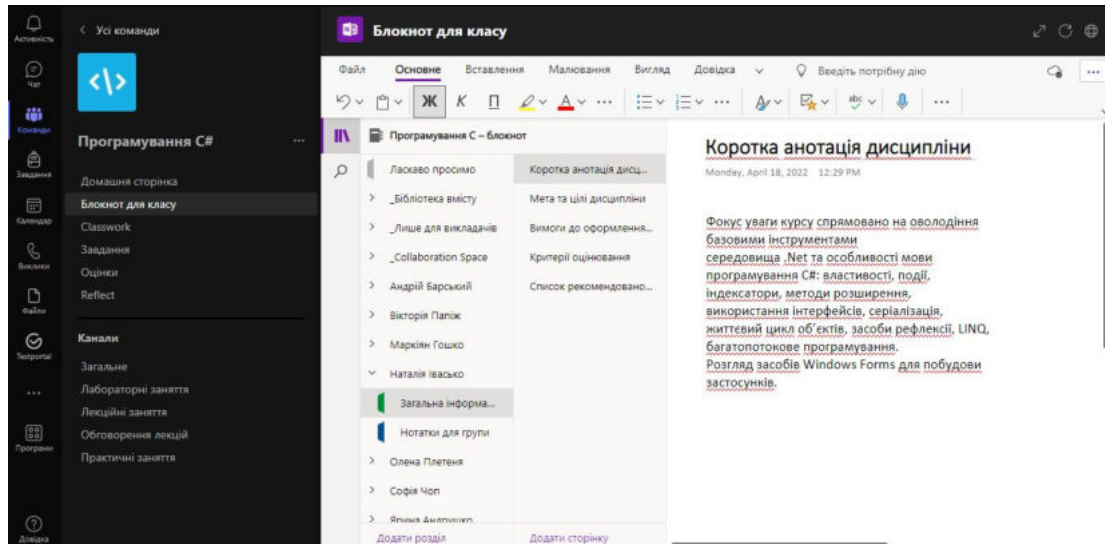 Активність
Чат
Команди
Завдання
Календар
Виклики
Файли
Testportal
Програми
Довідка
Усі команди
Програмування C#
Домашня сторінка
Блокнот для класу
Classwork
Завдання
Оцінки
Reflect
Канали
Загальне
Лабораторні заняття
Лекційні заняття
Обговорення лекцій
Практичні заняття
Блокнот для класу
Файл Основне Вставлення Малювання Вигляд Довідка Введіть потрібну дію
Ж К П A abc
Програмування C – блокнот
Ласкаво просимо
_Бібліотека вмісту
_Лише для викладачів
_Collaboration Space
Андрій Барський
Вікторія Папіж
Маркіян Гошко
Наталія Івасько
Загальна інформа...
Нотатки для групи
Олена Плетеня
Софія Чоп
Ярина Андрушко
Додати розділ
Коротка анотація дисц...
Мета та цілі дисципліни
Вимоги до оформлення...
Критерії оцінювання
Список рекомендовано...
Додати сторінку
Коротка анотація дисципліни
Monday, April 18, 2022 12:29 PM
Фокус уваги курсу спрямовано на оволодіння
базовими інструментами
середовища .Net та особливості мови
програмування C#: властивості, події,
індексатори, методи розширення,
використання інтерфейсів, серіалізація,
життєвий цикл об'єктів, засоби рефлексії, LINQ,
багатопотокове програмування.
Розгляд засобів Windows Forms для побудови
застосунків.